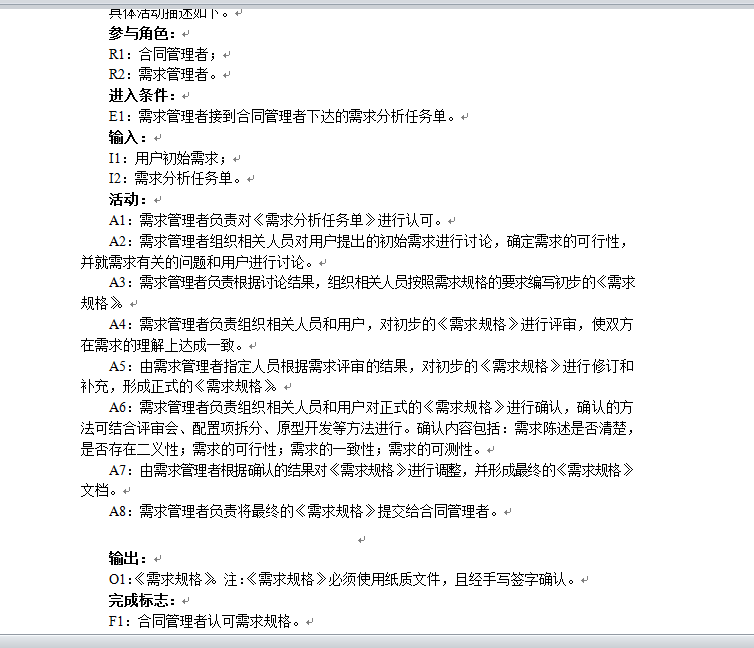 具体活动描述如下。
参与角色：
R1：合同管理者；
R2：需求管理者。
进入条件：
E1：需求管理者接到合同管理者下达的需求分析任务单。
输入：
I1：用户初始需求；
I2：需求分析任务单。
活动：
A1：需求管理者负责对《需求分析任务单》进行认可。
A2：需求管理者组织相关人员对用户提出的初始需求进行讨论，确定需求的可行性，
并就需求有关的问题和用户进行讨论。
A3：需求管理者负责根据讨论结果，组织相关人员按照需求规格的要求编写初步的《需求
规格》。
A4：需求管理者负责组织相关人员和用户，对初步的《需求规格》进行评审，使双方
在需求的理解上达成一致。
A5：由需求管理者指定人员根据需求评审的结果，对初步的《需求规格》进行修订和
补充，形成正式的《需求规格》。
A6：需求管理者负责组织相关人员和用户对正式的《需求规格》进行确认，确认的方
法可结合评审会、配置项拆分、原型开发等方法进行。确认内容包括：需求陈述是否清楚，
是否存在二义性；需求的可行性；需求的一致性；需求的可测性。
A7：由需求管理者根据确认的结果对《需求规格》进行调整，并形成最终的《需求规格》
文档。
A8：需求管理者负责将最终的《需求规格》提交给合同管理者。
输出：
O1：《需求规格》。注：《需求规格》必须使用纸质文件，且经手写签字确认。
完成标志：
F1：合同管理者认可需求规格。